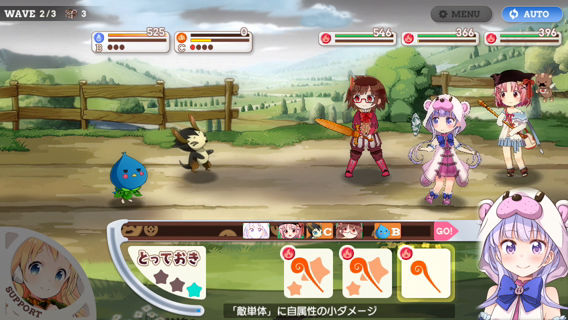 WAVE 2/3 3
MENU
AUTO
B 525
C 0
546
366
396
C
B
GO!
とっておき
SUPPORT
「敵単体」に自属性の小ダメージ